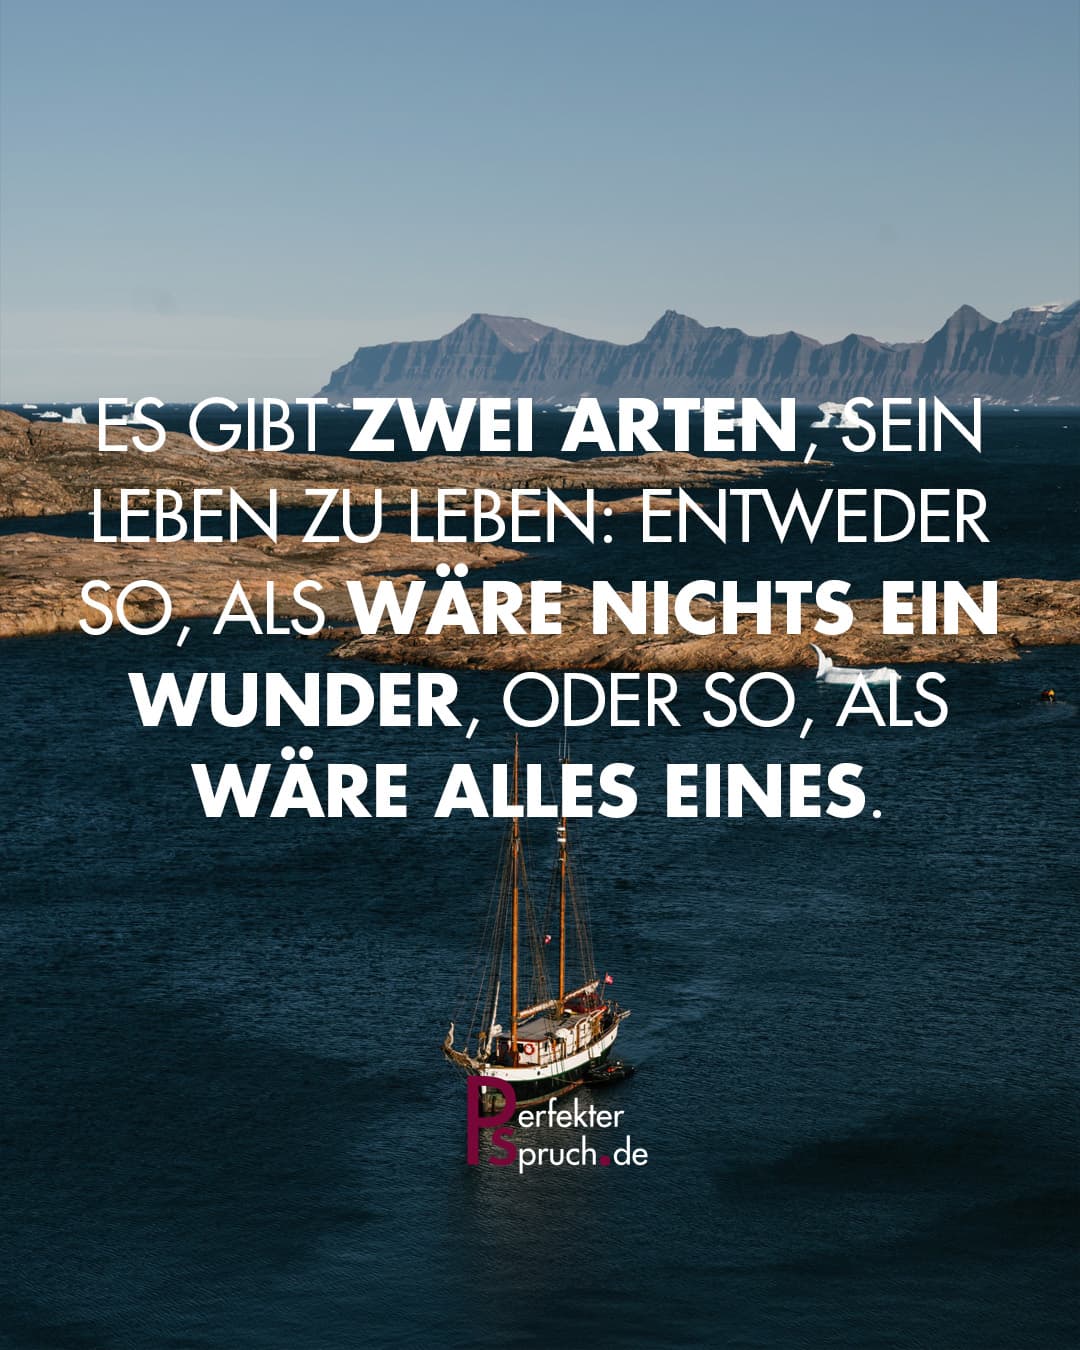 ES GIBT ZWEI ARTEN, SEIN
LEBEN ZU LEBEN: ENTWEDER
SO, ALS WÄRE NICHTS EIN
WUNDER, ODER SO, ALS
WÄRE ALLES EINES.
Perfekter
spruch.de